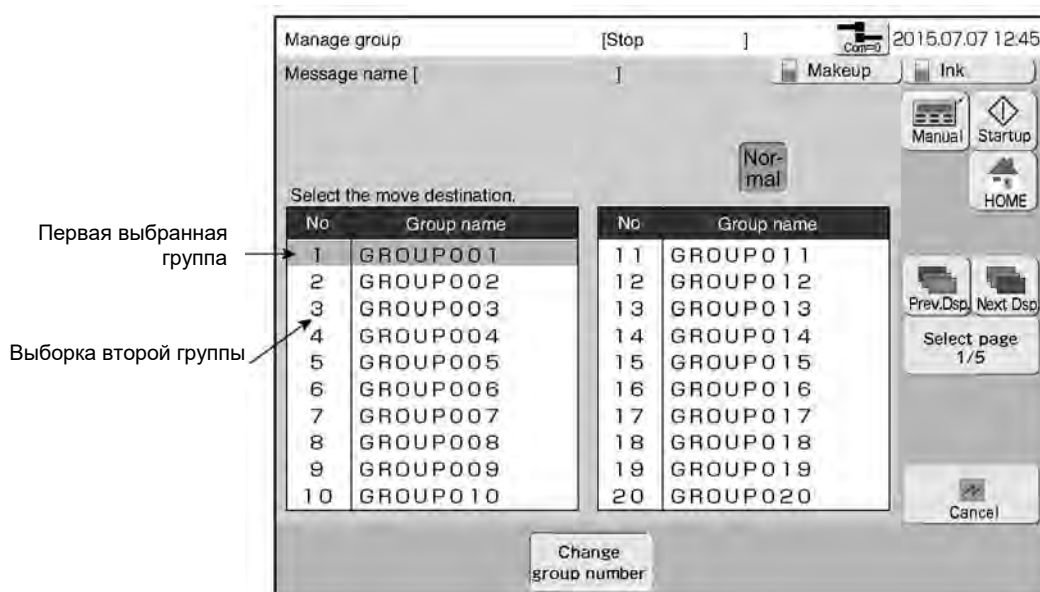 Manage group [Stop ] Com=0 2015.07.07 12:45
Message name [ ] Makeup Ink
Manual Startup
Nor-
mal
HOME
Select the move destination.
No Group name No Group name
Первая выбранная
группа
1 GROUP001 11 GROUP011
2 GROUP002 12 GROUP012
3 GROUP003 13 GROUP013
Prev.Dsp. Next Dsp.
Выборка второй группы
4 GROUP004 14 GROUP014
Select page
1/5
5 GROUP005 15 GROUP015
6 GROUP006 16 GROUP016
7 GROUP007 17 GROUP017
8 GROUP008 18 GROUP018
9 GROUP009 19 GROUP019
10 GROUP010 20 GROUP020
Cancel
Change
group number